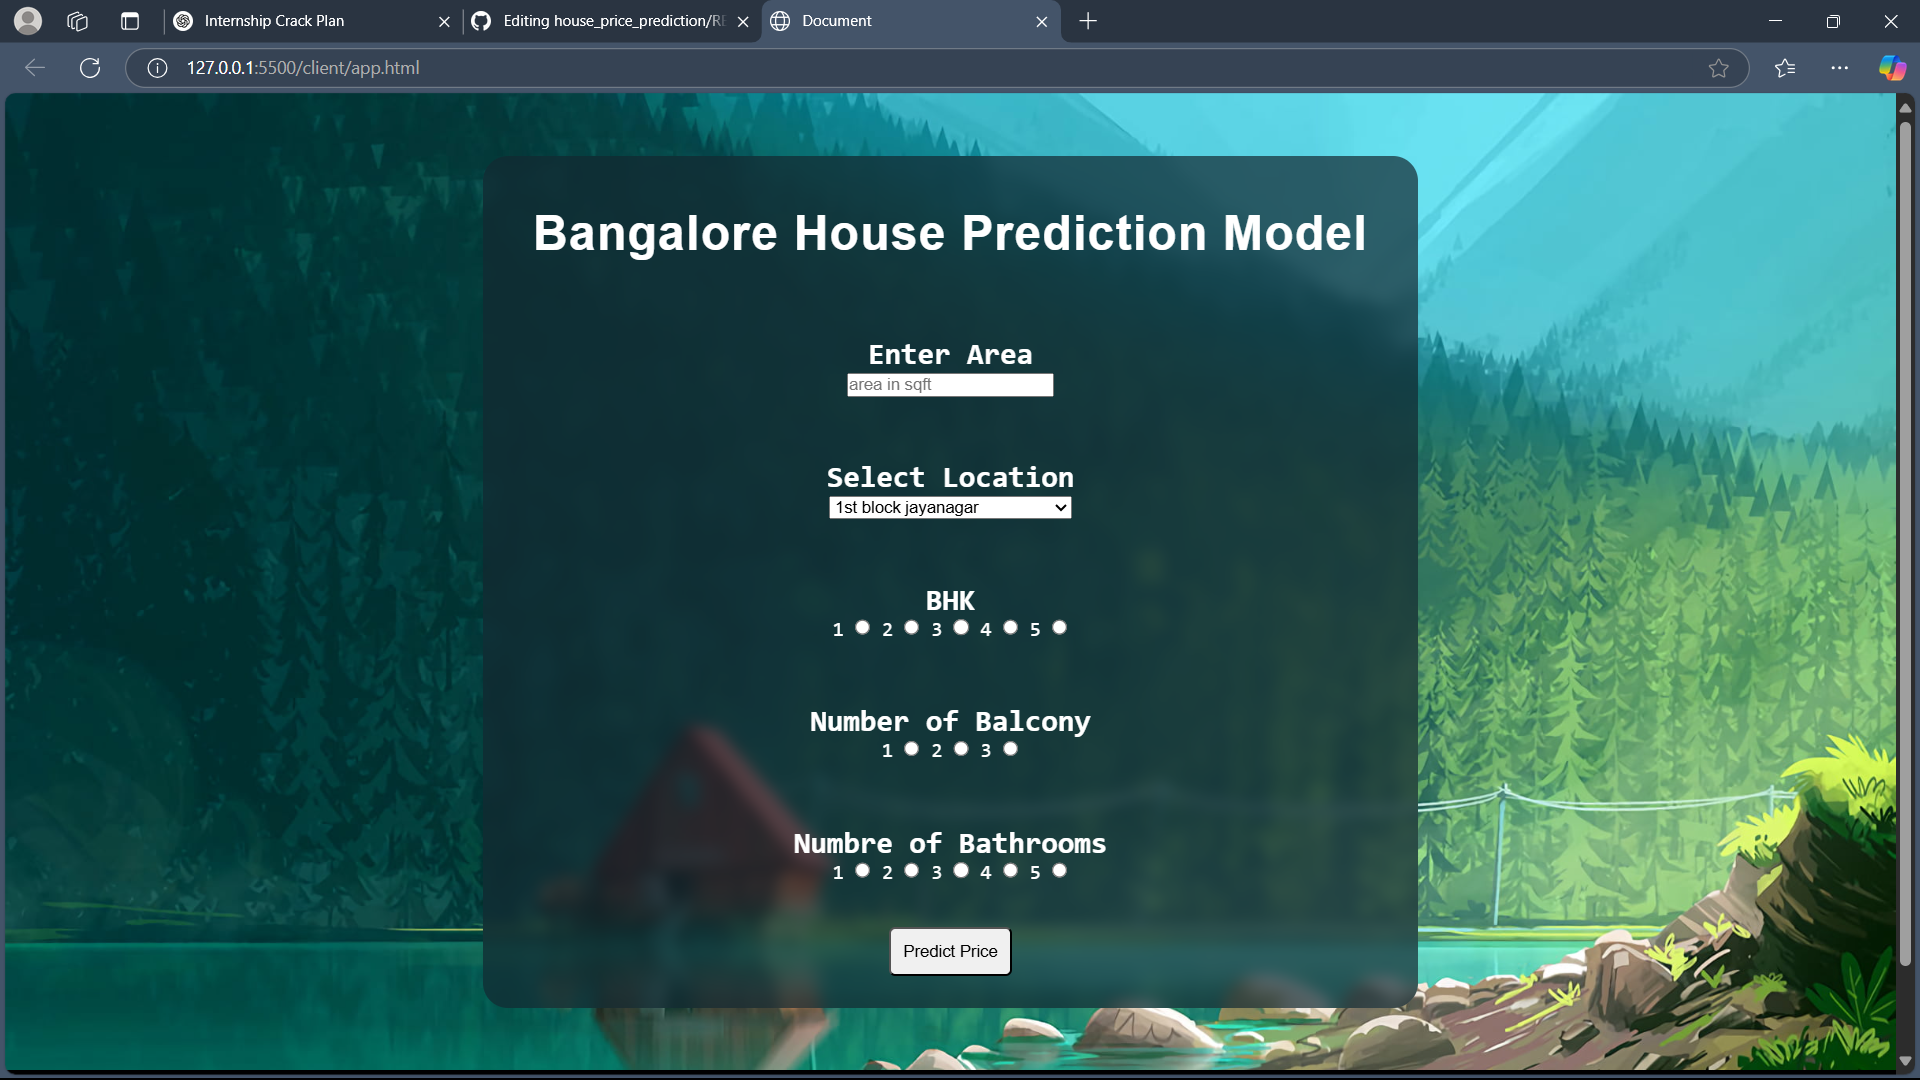 Internship Crack Plan
Editing house_price_prediction/RE
Document
127.0.0.1:5500/client/app.html
Bangalore House Prediction Model
Enter Area
area in sqft
Select Location
1st block jayanagar
BHK
1 2 3 4 5
Number of Balcony
1 2 3
Numbre of Bathrooms
1 2 3 4 5
Predict Price